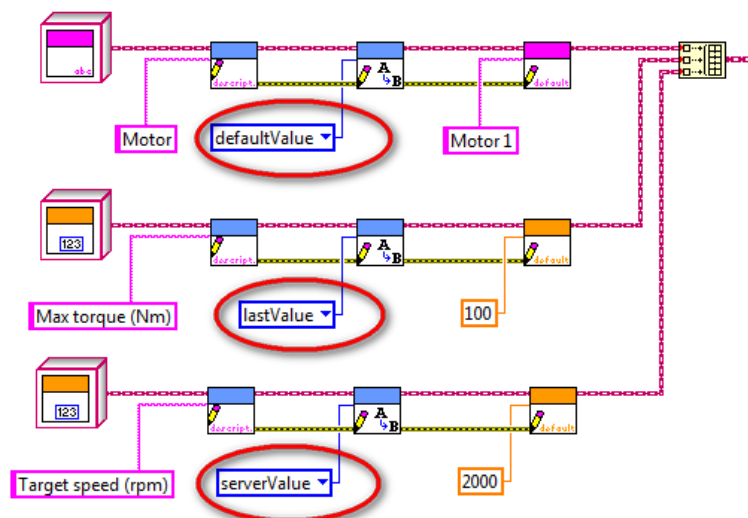 abc
descript.
A
B
default
Motor
defaultValue
Motor 1
123
descript.
A
B
default
Max torque (Nm)
lastValue
100
123
descript.
A
B
default
Target speed (rpm)
serverValue
2000